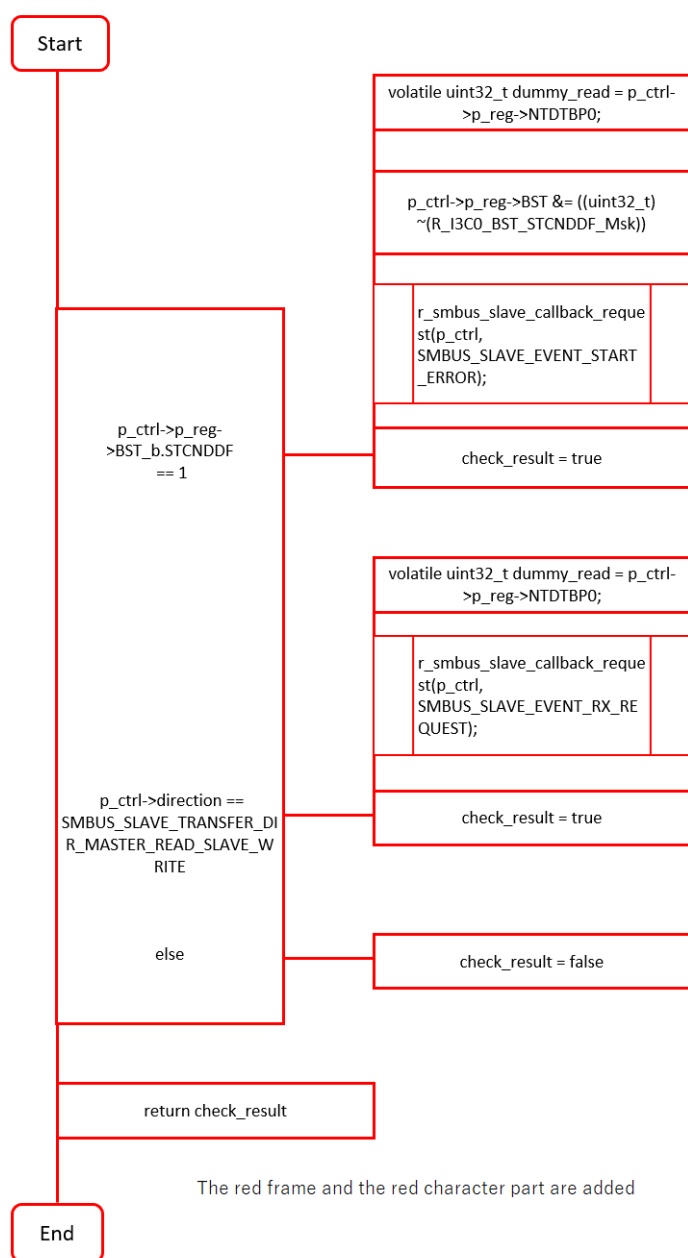 Start
volatile uint32_t dummy_read = p_ctrl-
>p_reg->NTDTBP0;
p_ctrl->p_reg->BST &= ((uint32_t)
~(R_I3C0_BST_STCNDDF_Msk))
r_smbus_slave_callback_reque
st(p_ctrl,
SMBUS_SLAVE_EVENT_START
_ERROR);
p_ctrl->p_reg-
>BST_b.STCNDDF
== 1
check_result = true
volatile uint32_t dummy_read = p_ctrl-
>p_reg->NTDTBP0;
r_smbus_slave_callback_reque
st(p_ctrl,
SMBUS_SLAVE_EVENT_RX_RE
QUEST);
p_ctrl->direction ==
SMBUS_SLAVE_TRANSFER_DI
R_MASTER_READ_SLAVE_W
RITE
check_result = true
else
check_result = false
return check_result
The red frame and the red character part are added
End